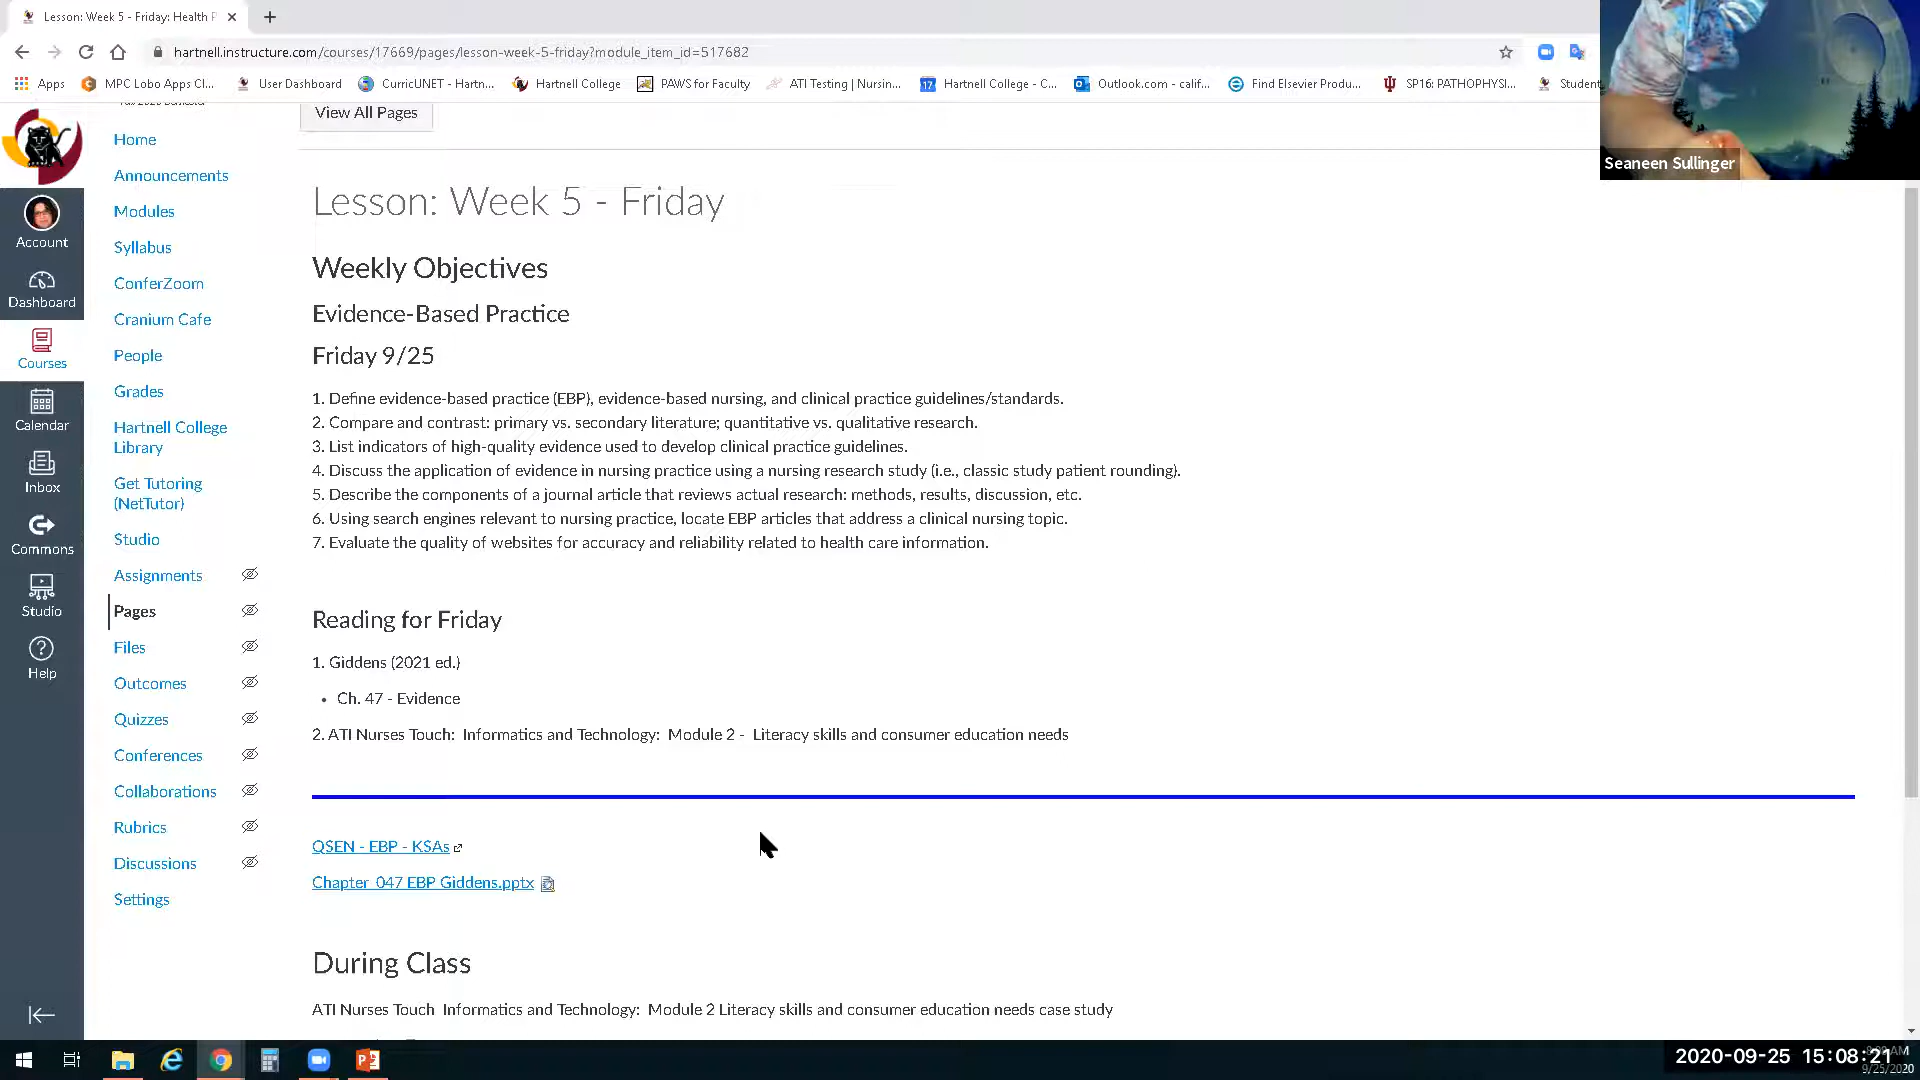 Lesson: Week 5 - Friday: Health P
hartnell.instructure.com/courses/17669/pages/lesson-week-5-friday?module_item_id=517682
Apps MPC Lobo Apps Cl... User Dashboard CurricUNET - Hartn... Hartnell College PAWS for Faculty ATI Testing | Nursin... Hartnell College - C... Outlook.com - calif... Find Elsevier Produ... SP16: PATHOPHYSI... Student
Seaneen Sullinger
Account
Dashboard
Courses
Calendar
Inbox
Commons
Studio
Help
Home
Announcements
Modules
Syllabus
ConferZoom
Cranium Cafe
People
Grades
Hartnell College
Library
Get Tutoring
(NetTutor)
Studio
Assignments
Pages
Files
Outcomes
Quizzes
Conferences
Collaborations
Rubrics
Discussions
Settings
View All Pages
Lesson: Week 5 - Friday
Weekly Objectives
Evidence-Based Practice
Friday 9/25
1. Define evidence-based practice (EBP), evidence-based nursing, and clinical practice guidelines/standards.
2. Compare and contrast: primary vs. secondary literature; quantitative vs. qualitative research.
3. List indicators of high-quality evidence used to develop clinical practice guidelines.
4. Discuss the application of evidence in nursing practice using a nursing research study (i.e., classic study patient rounding).
5. Describe the components of a journal article that reviews actual research: methods, results, discussion, etc.
6. Using search engines relevant to nursing practice, locate EBP articles that address a clinical nursing topic.
7. Evaluate the quality of websites for accuracy and reliability related to health care information.
Reading for Friday
1. Giddens (2021 ed.)
• Ch. 47 - Evidence
2. ATI Nurses Touch: Informatics and Technology: Module 2 - Literacy skills and consumer education needs
QSEN - EBP - KSAs
Chapter_047 EBP Giddens.pptx
During Class
ATI Nurses Touch Informatics and Technology: Module 2 Literacy skills and consumer education needs case study
2020-09-25 15:08:21
9/25/2020